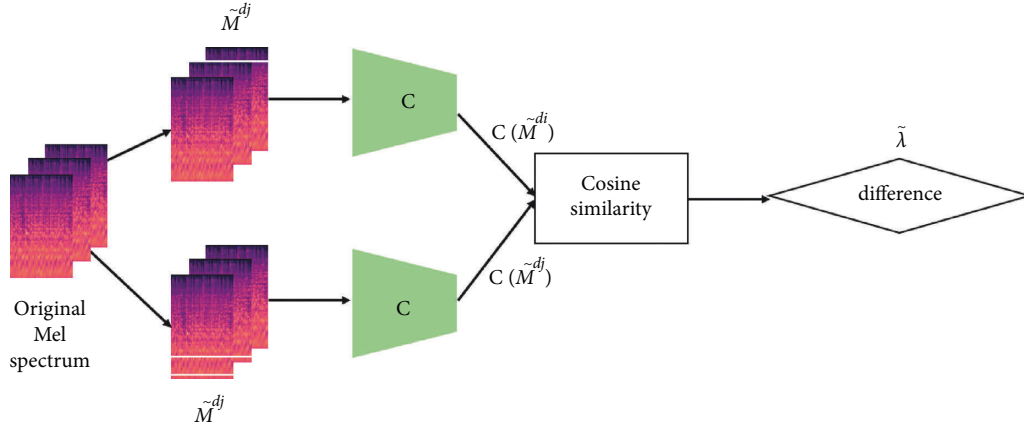 M̃^{dj}
C
C (M̃^{di})
λ̃
Cosine
similarity
difference
C (M̃^{dj})
C
Original
Mel
spectrum
M̃^{dj}